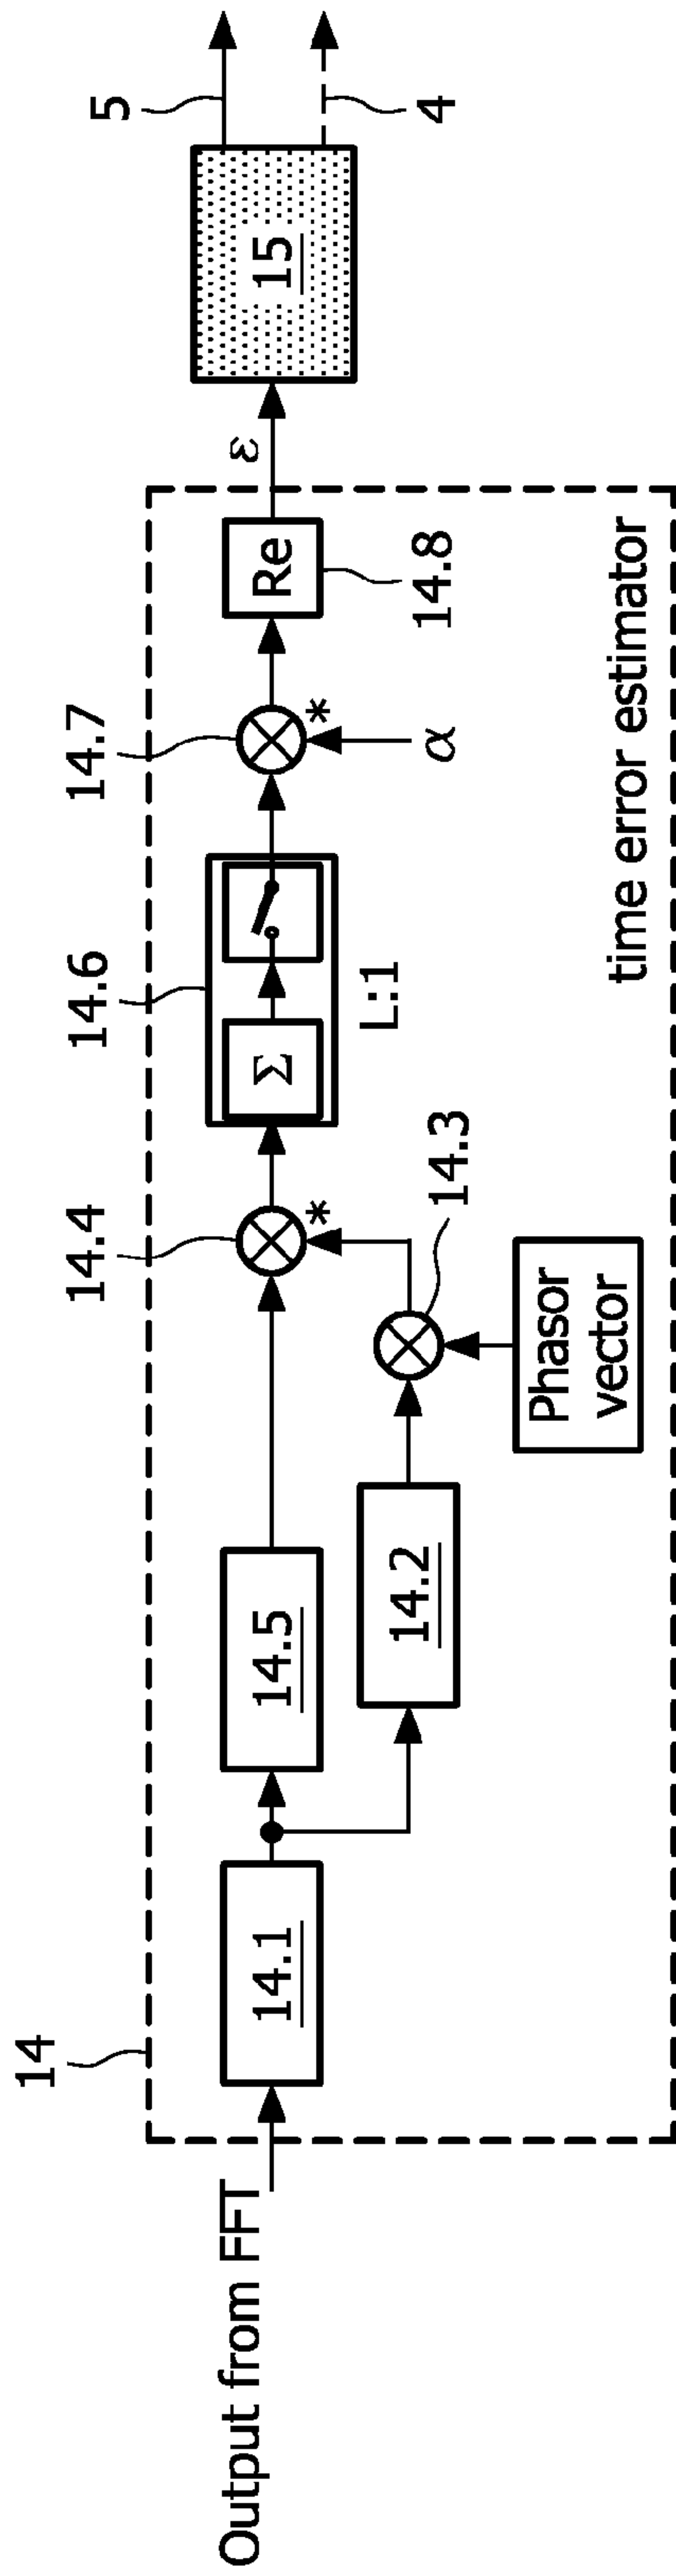 Output from FFT
14
14.1
14.5
14.2
Phasor
vector
14.3
14.4
*
14.6
Σ
L:1
14.7
*
α
Re
14.8
ε
15
5
4
time error estimator